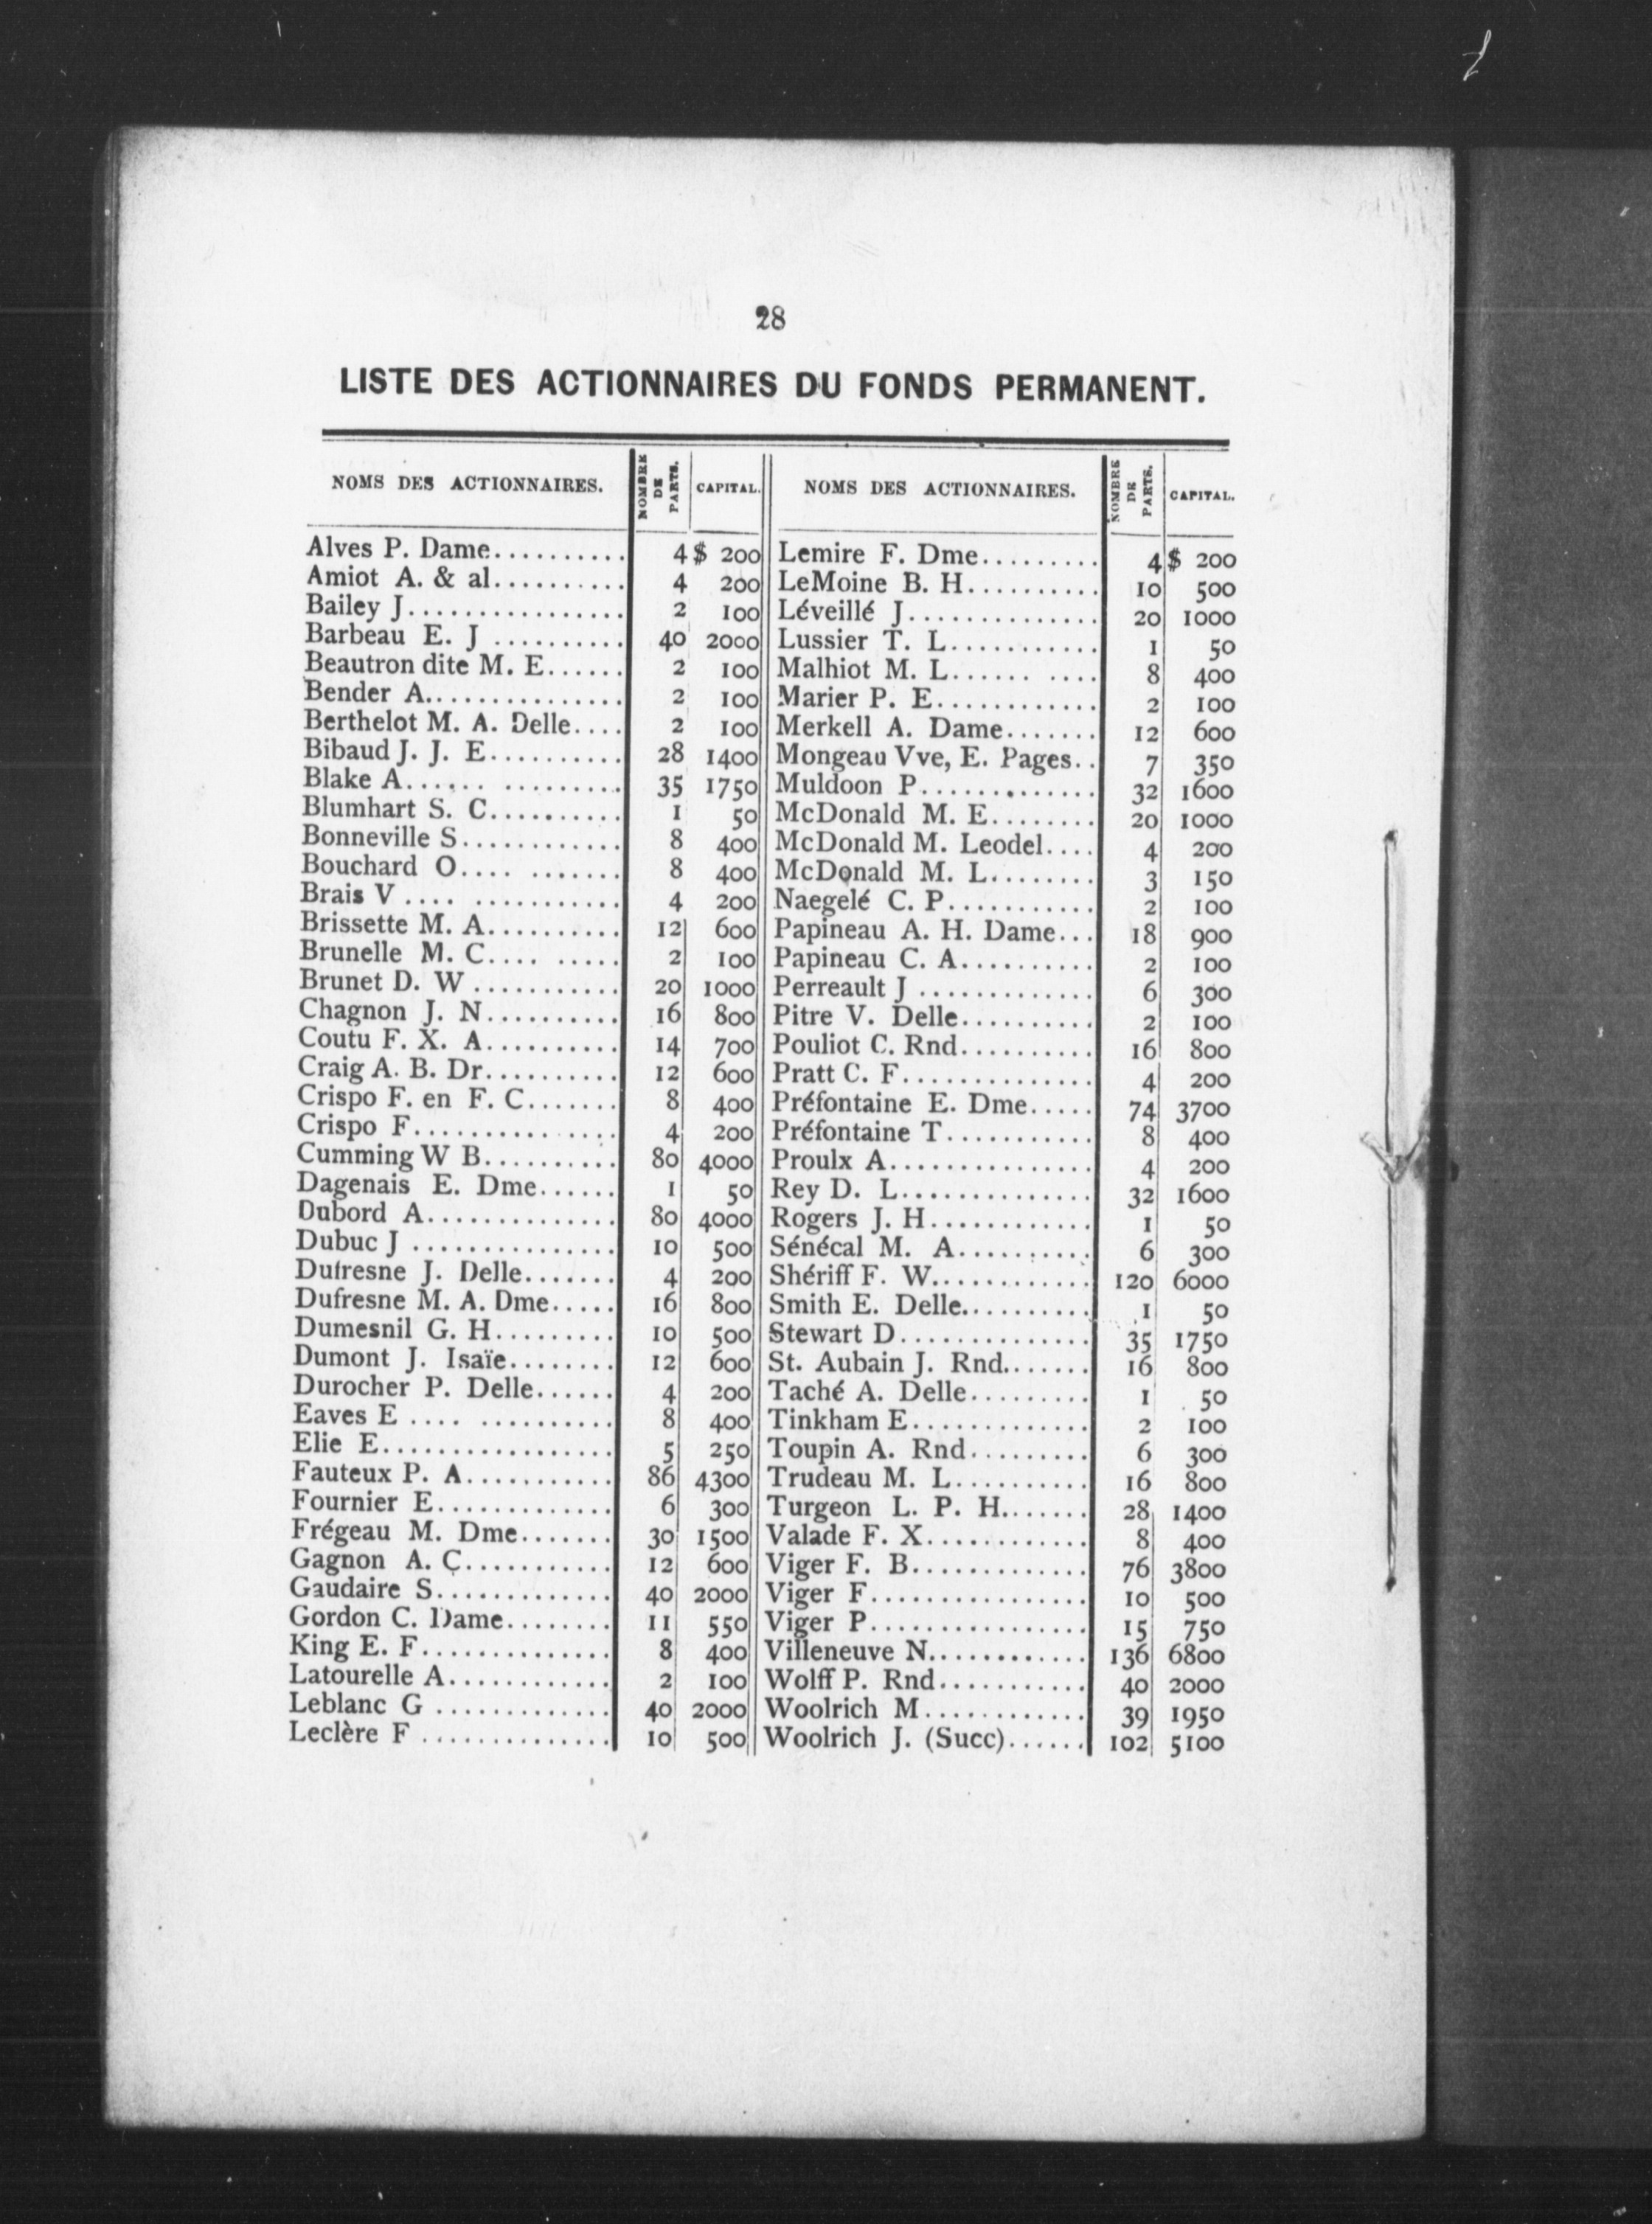 28
LISTE DES ACTIONNAIRES DU FONDS PERMANENT.
NOMS DES ACTIONNAIRES. NOMBRE DE PARTS. CAPITAL. NOMS DES ACTIONNAIRES. NOMBRE DE PARTS. CAPITAL.
Alves P. Dame.......... 4 $ 200 Lemire F. Dme......... 4 $ 200
Amiot A. & al.......... 4 200 LeMoine B. H.......... 10 500
Bailey J................ 2 100 Léveillé J.............. 20 1000
Barbeau E. J .......... 40 2000 Lussier T. L........... 1 50
Beautron dite M. E...... 2 100 Malhiot M. L...... .... 8 400
Bender A............... 2 100 Marier P. E............ 2 100
Berthelot M. A. Delle.... 2 100 Merkell A. Dame....... 12 600
Bibaud J. J. E.......... 28 1400 Mongeau Vve, E. Pages.. 7 350
Blake A...... ......... 35 1750 Muldoon P............. 32 1600
Blumhart S. C.......... 1 50 McDonald M. E........ 20 1000
Bonneville S............ 8 400 McDonald M. Leodel.... 4 200
Bouchard O.... ....... 8 400 McDonald M. L........ 3 150
Brais V .... ........... 4 200 Naegelé C. P........... 2 100
Brissette M. A.......... 12 600 Papineau A. H. Dame... 18 900
Brunelle M. C.... ..... 2 100 Papineau C. A.......... 2 100
Brunet D. W ........... 20 1000 Perreault J ............. 6 300
Chagnon J. N.......... 16 800 Pitre V. Delle.......... 2 100
Coutu F. X. A.......... 14 700 Pouliot C. Rnd.......... 16 800
Craig A. B. Dr.......... 12 600 Pratt C. F.............. 4 200
Crispo F. en F. C....... 8 400 Préfontaine E. Dme..... 74 3700
Crispo F............... 4 200 Préfontaine T........... 8 400
Cumming W B.......... 80 4000 Proulx A............... 4 200
Dagenais E. Dme...... 1 50 Rey D. L.............. 32 1600
Dubord A.............. 80 4000 Rogers J. H............ 1 50
Dubuc J ............... 10 500 Sénécal M. A.......... 6 300
Dufresne J. Delle....... 4 200 Shériff F. W............ 120 6000
Dufresne M. A. Dme..... 16 800 Smith E. Delle.......... 1 50
Dumesnil G. H......... 10 500 Stewart D.............. 35 1750
Dumont J. Isaïe........ 12 600 St. Aubain J. Rnd....... 16 800
Durocher P. Delle...... 4 200 Taché A. Delle......... 1 50
Eaves E .... .......... 8 400 Tinkham E............. 2 100
Elie E................. 5 250 Toupin A. Rnd......... 6 300
Fauteux P. A........... 86 4300 Trudeau M. L.......... 16 800
Fournier E............. 6 300 Turgeon L. P. H....... 28 1400
Frégeau M. Dme....... 30 1500 Valade F. X............ 8 400
Gagnon A. C........... 12 600 Viger F. B............. 76 3800
Gaudaire S............. 40 2000 Viger F................ 10 500
Gordon C. Dame........ 11 550 Viger P................ 15 750
King E. F.............. 8 400 Villeneuve N............ 136 6800
Latourelle A............ 2 100 Wolff P. Rnd........... 40 2000
Leblanc G ............. 40 2000 Woolrich M............ 39 1950
Leclère F .............. 10 500 Woolrich J. (Succ)...... 102 5100